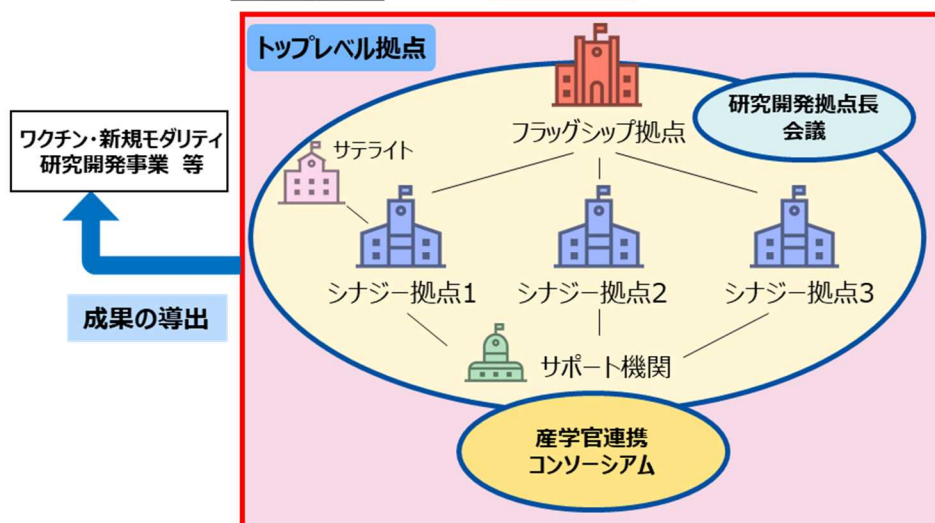 トップレベル拠点
フラッグシップ拠点
研究開発拠点長
会議
ワクチン・新規モダリティ
研究開発事業 等
サテライト
シナジー拠点1
シナジー拠点2
シナジー拠点3
成果の導出
サポート機関
産学官連携
コンソーシアム